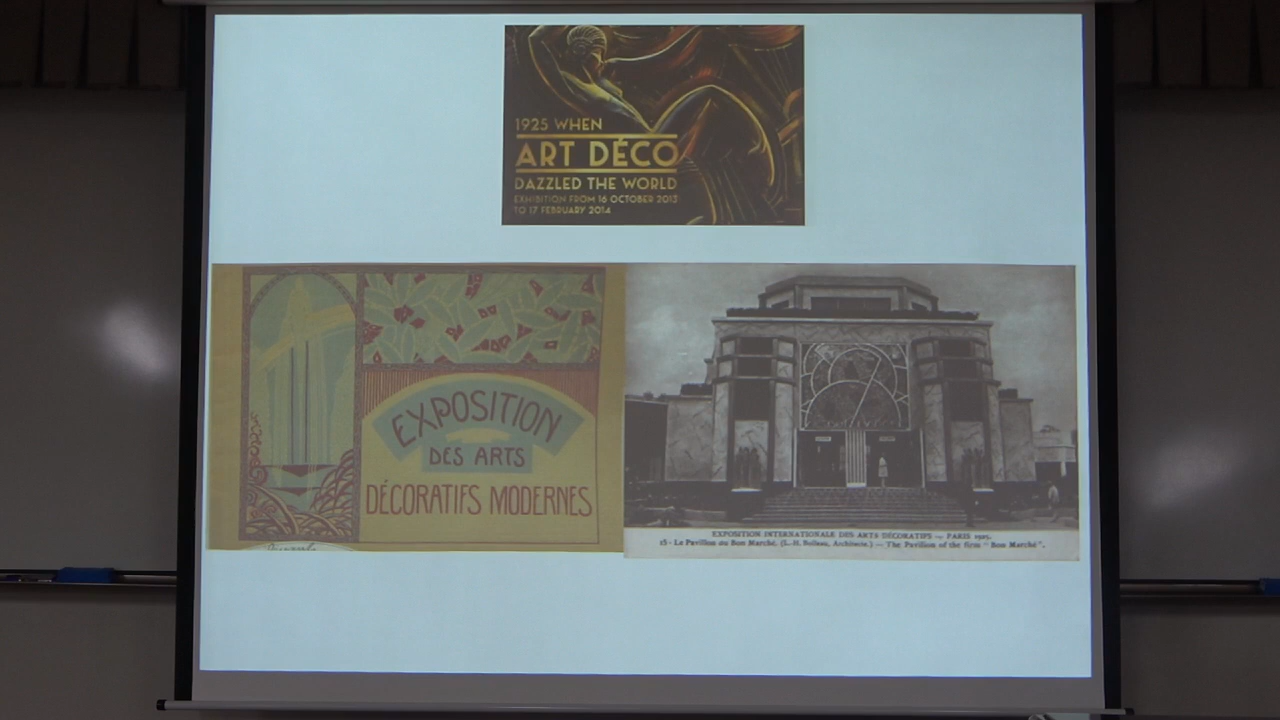 1925 WHEN
ART DÉCO
DAZZLED THE WORLD
EXHIBITION FROM 16 OCTOBER 2013
TO 17 FEBRUARY 2014
EXPOSITION
DES ARTS
DÉCORATIFS MODERNES
EXPOSITION INTERNATIONALE DES ARTS DÉCORATIFS — PARIS 1925.
15 - Le Pavillon au Bon Marché. (L.-H. Boileau, Architecte.) — The Pavilion of the firm “ Bon Marché”.